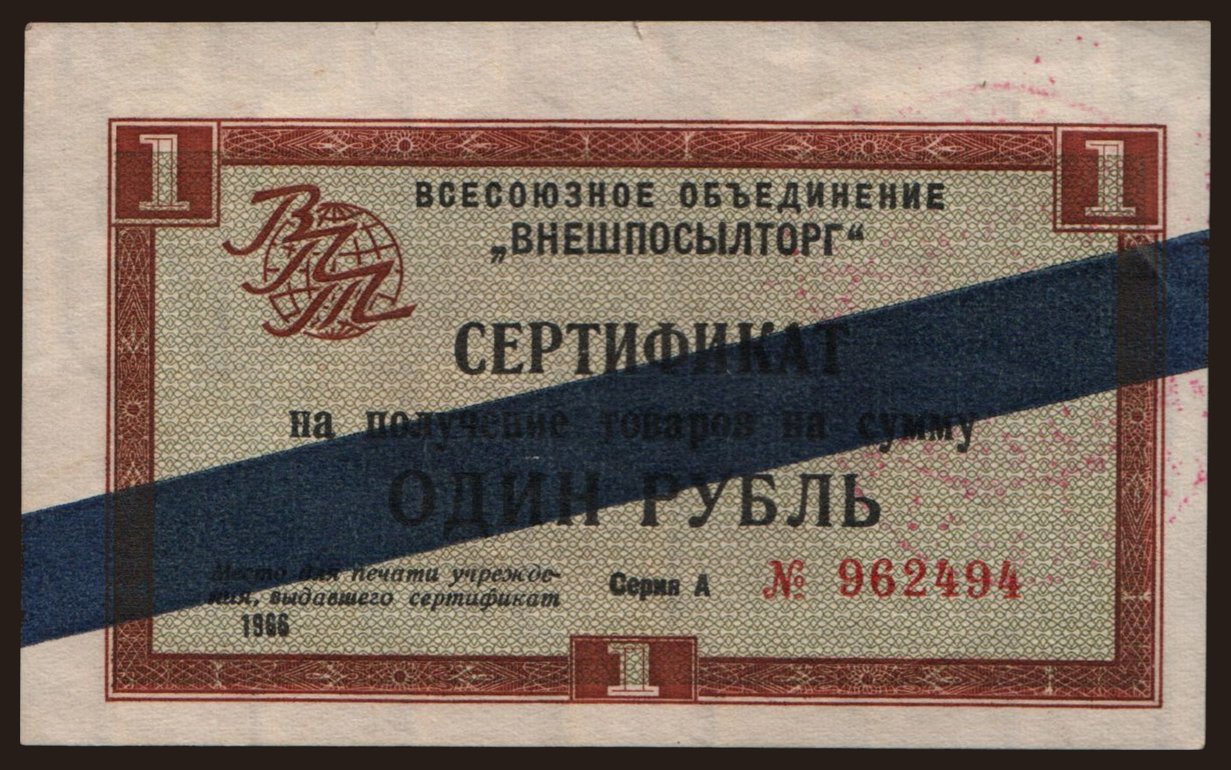 1 1
ВПТ
ВСЕСОЮЗНОЕ ОБЪЕДИНЕНИЕ
„ВНЕШПОСЫЛТОРГ“
СЕРТИФИКАТ
на получение товаров на сумму
ОДИН РУБЛЬ
Место для печати учрежде-
ния, выдавшего сертификат
1966
Серия А № 962494
1